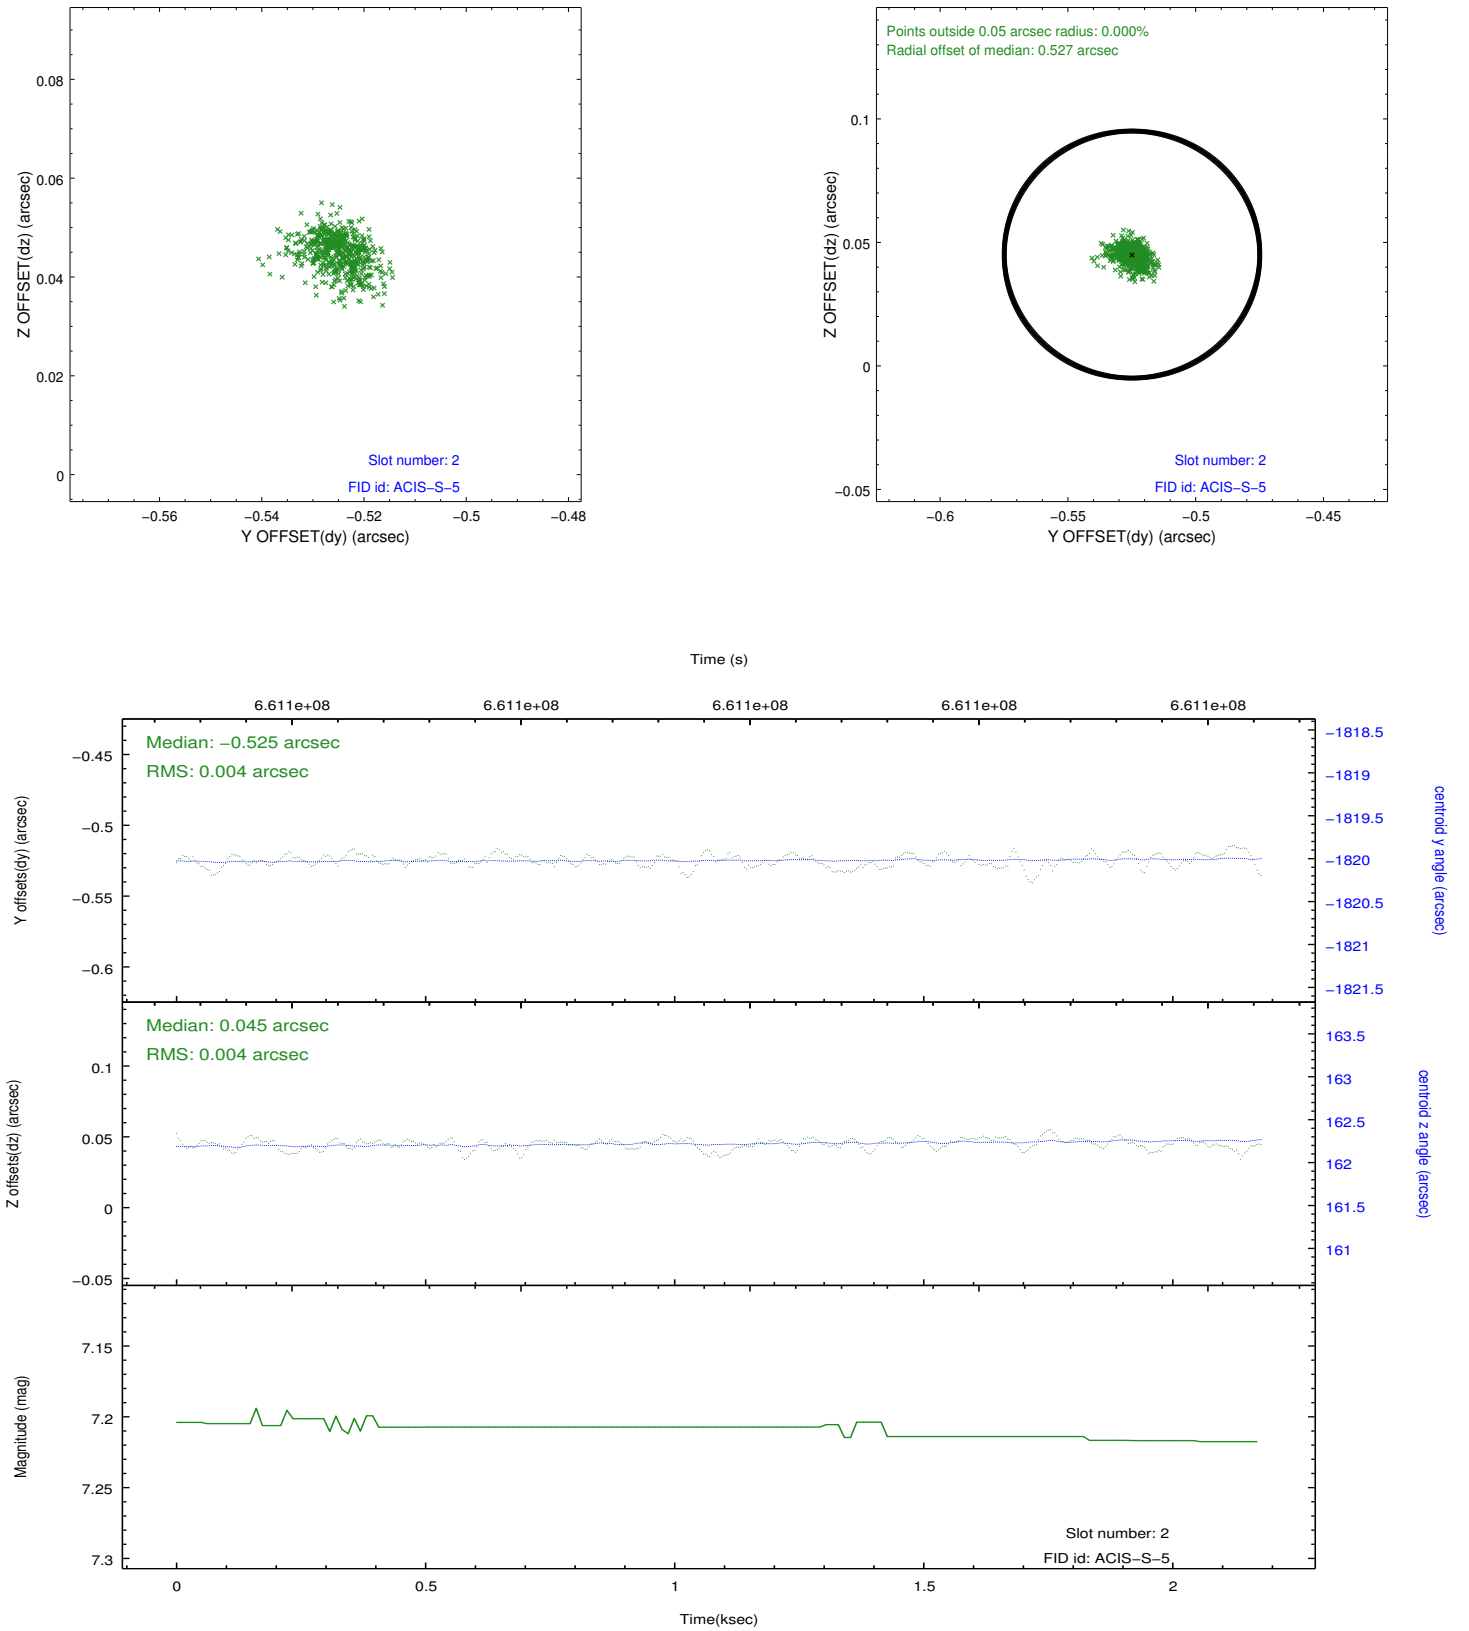 0.08
0.06
0.04
0.02
0
Z OFFSET(dz) (arcsec)
Slot number: 2
FID id: ACIS−S−5
−0.56 −0.54 −0.52 −0.5 −0.48
Y OFFSET(dy) (arcsec)
Points outside 0.05 arcsec radius: 0.000%
Radial offset of median: 0.527 arcsec
0.1
0.05
0
−0.05
Z OFFSET(dz) (arcsec)
Slot number: 2
FID id: ACIS−S−5
−0.6 −0.55 −0.5 −0.45
Y OFFSET(dy) (arcsec)
Time (s)
6.611e+08 6.611e+08 6.611e+08 6.611e+08 6.611e+08
Median: −0.525 arcsec
RMS: 0.004 arcsec
−0.45
−0.5
−0.55
−0.6
Y offsets(dy) (arcsec)
−1818.5
−1819
−1819.5
−1820
−1820.5
−1821
−1821.5
centroid y angle (arcsec)
Median: 0.045 arcsec
RMS: 0.004 arcsec
0.1
0.05
0
−0.05
Z offsets(dz) (arcsec)
163.5
163
162.5
162
161.5
161
centroid z angle (arcsec)
7.15
7.2
7.25
7.3
Magnitude (mag)
Slot number: 2
FID id: ACIS−S−5
0 0.5 1 1.5 2
Time(ksec)